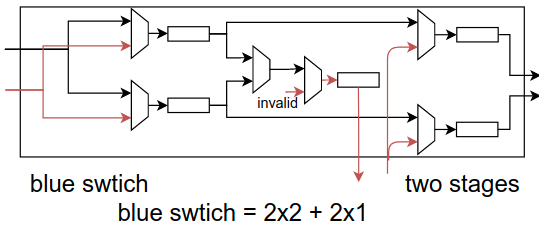 invalid
blue swtich
two stages
blue swtich = 2x2 + 2x1